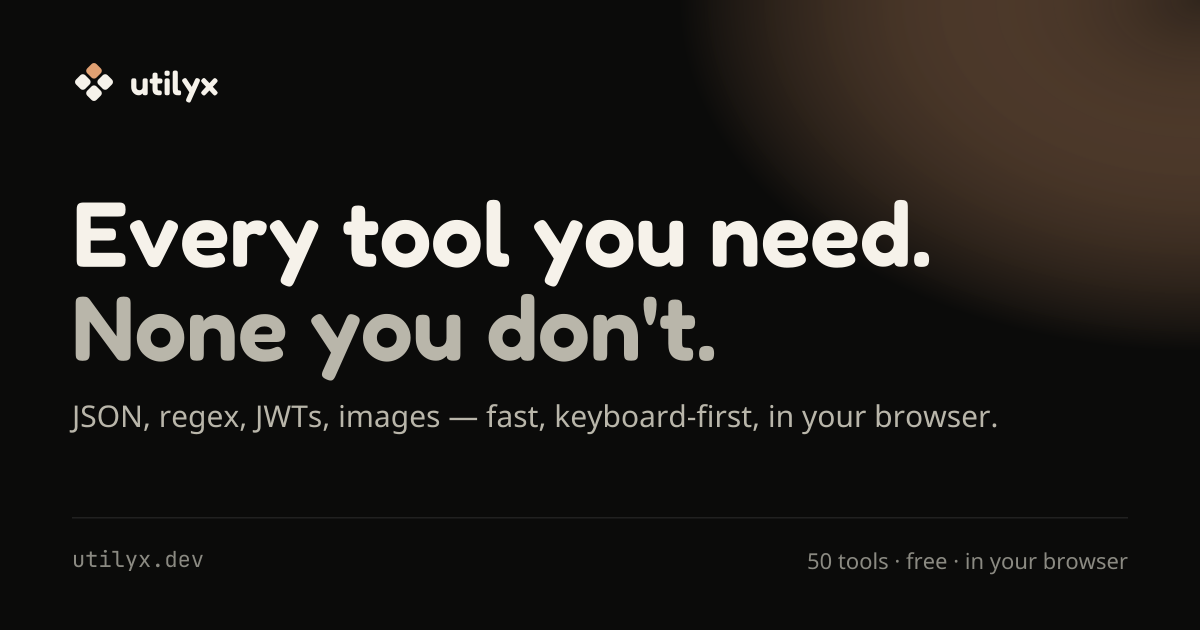 utilyx
Every tool you need.
None you don't.
JSON, regex, JWTs, images — fast, keyboard-first, in your browser.
utilyx.dev
50 tools · free · in your browser